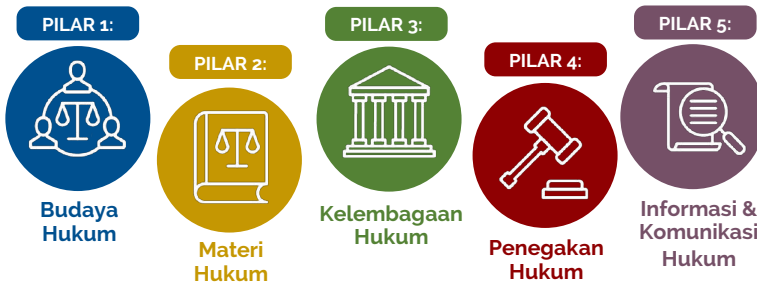 PILAR 1:
Budaya
Hukum
PILAR 2:
Materi
Hukum
PILAR 3:
Kelembagaan
Hukum
PILAR 4:
Penegakan
Hukum
PILAR 5:
Informasi &
Komunikasi
Hukum